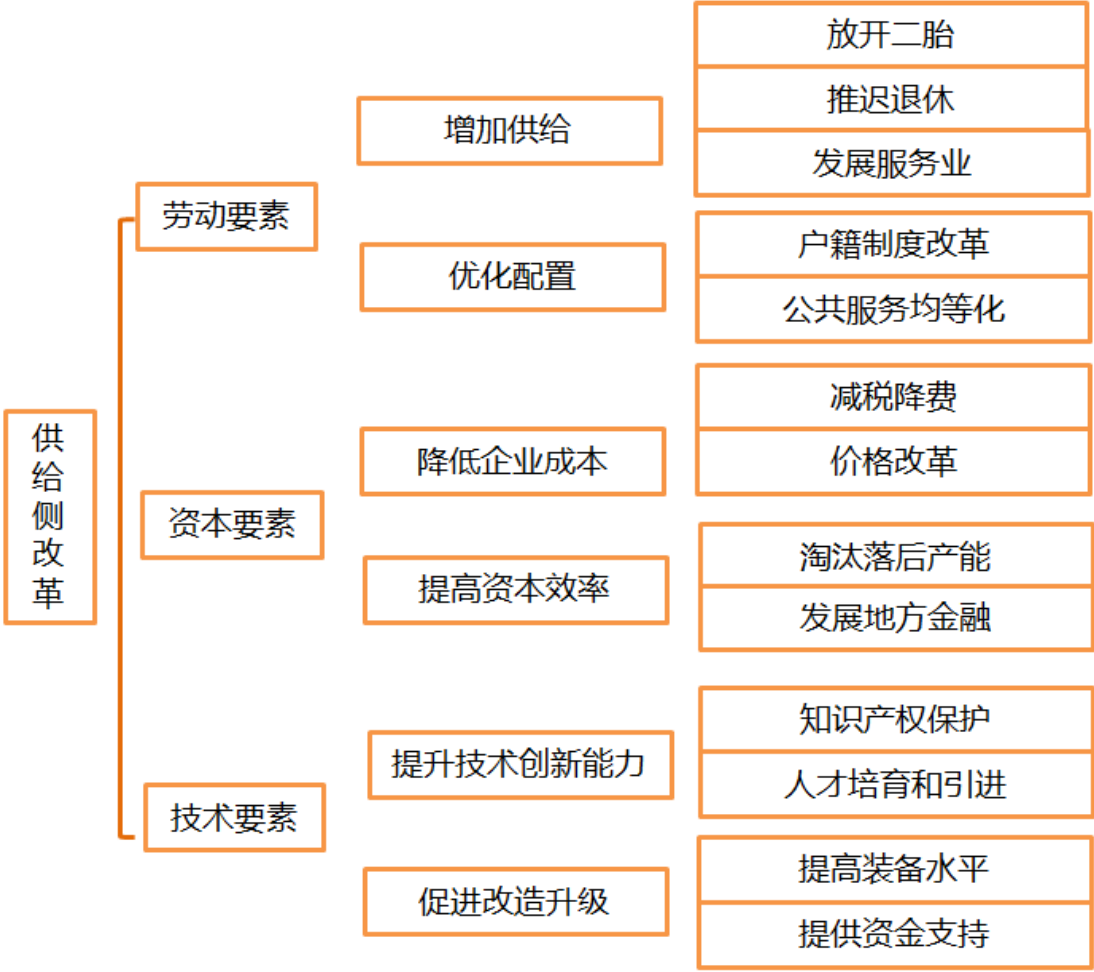 供给侧改革
劳动要素
增加供给
放开二胎
推迟退休
发展服务业
优化配置
户籍制度改革
公共服务均等化
资本要素
降低企业成本
减税降费
价格改革
提高资本效率
淘汰落后产能
发展地方金融
技术要素
提升技术创新能力
知识产权保护
人才培育和引进
促进改造升级
提高装备水平
提供资金支持